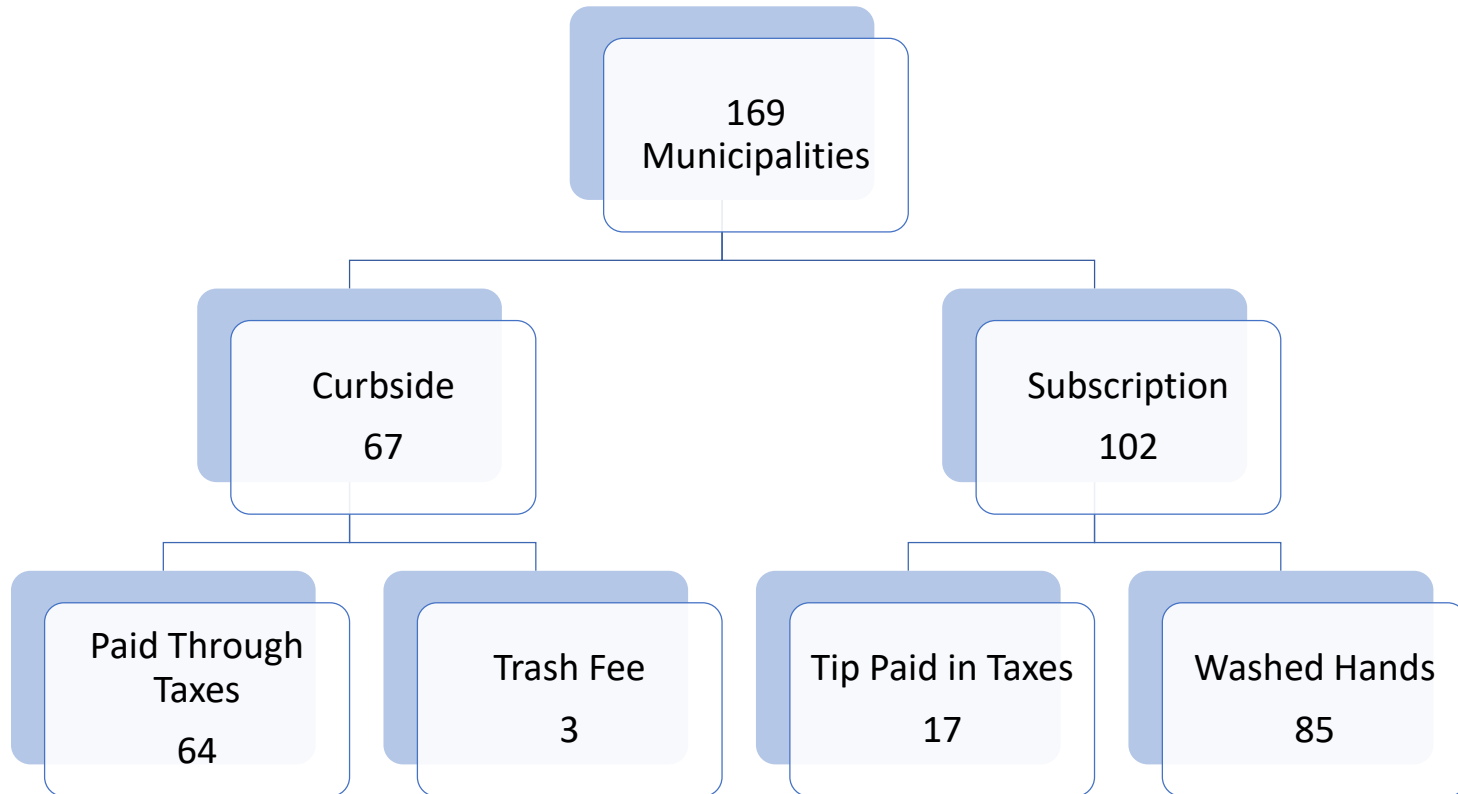 169
Municipalities
Curbside
67
Subscription
102
Paid Through
Taxes
64
Trash Fee
3
Tip Paid in Taxes
17
Washed Hands
85